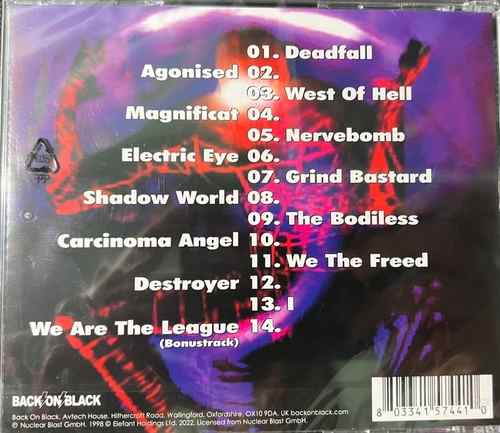 01. Deadfall
Agonised 02.
03. West Of Hell
Magnificat 04.
05. Nervebomb
Electric Eye 06.
07. Grind Bastard
Shadow World 08.
09. The Bodiless
Carcinoma Angel 10.
11. We The Freed
Destroyer 12.
13. I
We Are The League 14.
(Bonustrack)
BACK ON BLACK
Back On Black, Avtech House, Hithercroft Road, Wallingford, Oxfordshire, OX10 9DA, UK backonblack.com
℗ Nuclear Blast GmbH. 1998 © Elefant Holdings Ltd. 2022. Licensed from Nuclear Blast GmbH.
8 03341 57441 0